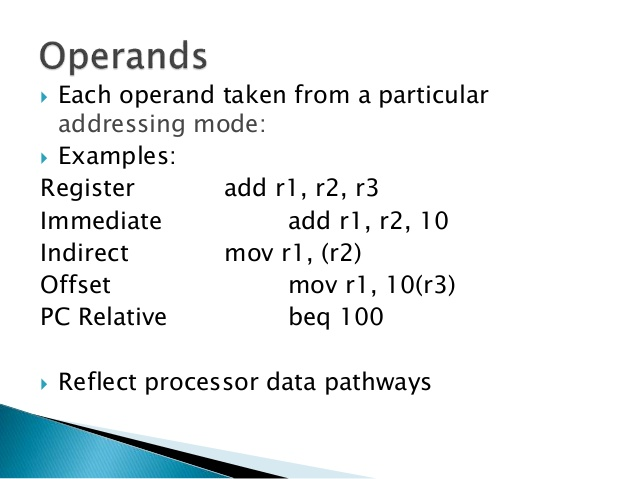 Operands
Each operand taken from a particular
addressing mode:
Examples:
Register add r1, r2, r3
Immediate add r1, r2, 10
Indirect mov r1, (r2)
Offset mov r1, 10(r3)
PC Relative beq 100
Reflect processor data pathways